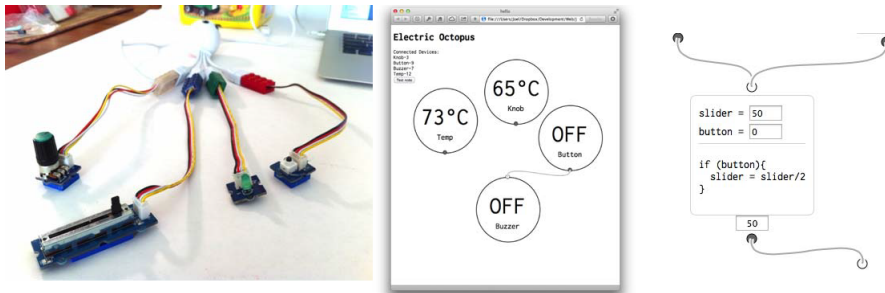 hello
Electric Octopus
Connected Devices:
Knob-3
Button-9
Buzzer-7
Temp-12
65°C
Knob
73°C
Temp
OFF
Button
OFF
Buzzer
slider = 50
button = 0
if (button){
slider = slider/2
}
50